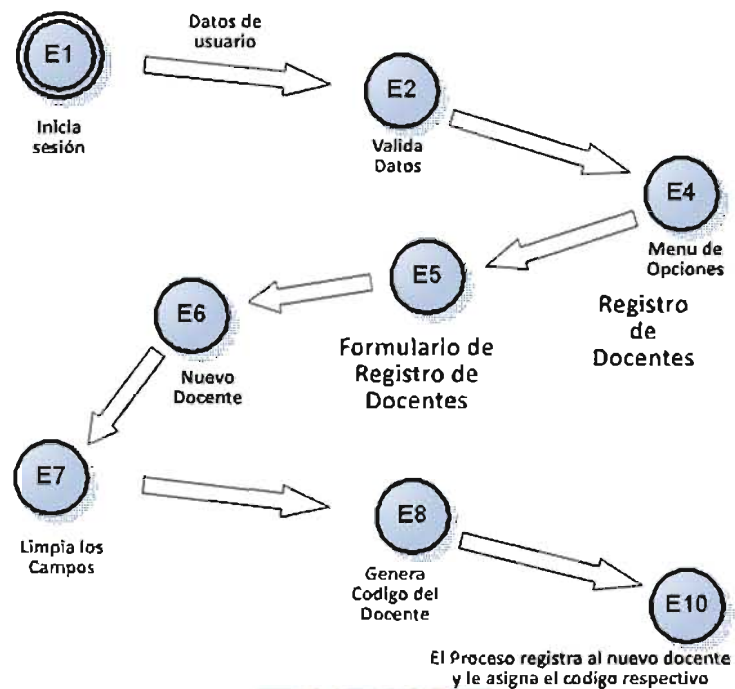 E1
Datos de
usuario
Inicia
sesión
E2
Valida
Datos
E4
Menu de
Opciones
Registro
de
Docentes
E5
Formulario de
Registro de
Docentes
E6
Nuevo
Docente
E7
Limpia los
Campos
E8
Genera
Codigo del
Docente
E10
El Proceso registra al nuevo docente
y le asigna el codigo respectivo